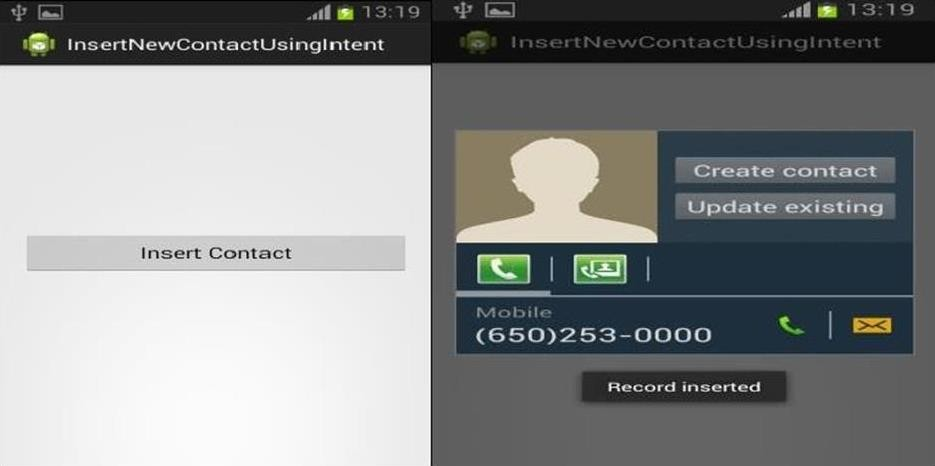 13:19
InsertNewContactUsingIntent
Insert Contact
13:19
InsertNewContactUsingIntent
Create contact
Update existing
Mobile
(650)253-0000
Record inserted